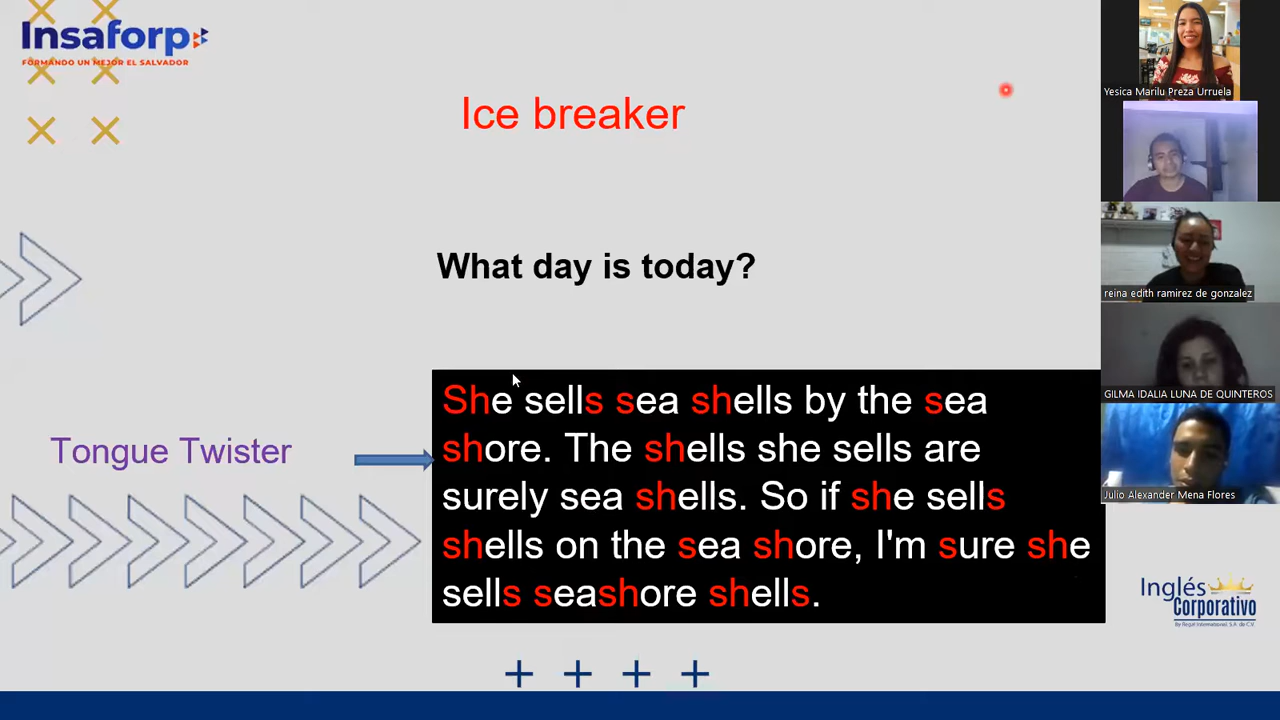 Insaforp
FORMANDO UN MEJOR EL SALVADOR
Ice breaker
What day is today?
Tongue Twister
She sells sea shells by the sea
shore. The shells she sells are
surely sea shells. So if she sells
shells on the sea shore, I'm sure she
sells seashore shells.
Yesica Marilu Preza Urruela
reina edith ramirez de gonzalez
GILMA IDALIA LUNA DE QUINTEROS
Julio Alexander Mena Flores
Inglés
Corporativo
By Regal International, S.A. de C.V.